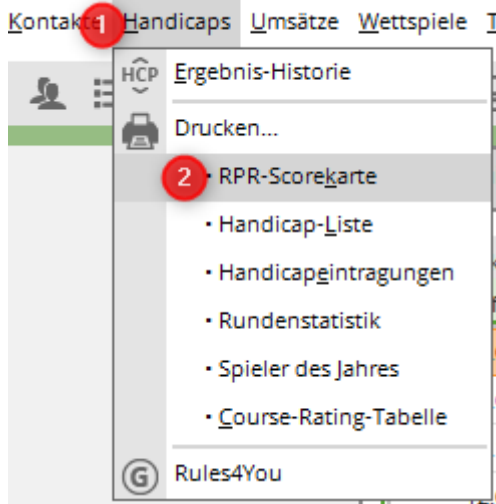 Kontakte 1 Handicaps Umsätze Wettspiele
HCP Ergebnis-Historie
Drucken...
2 • RPR-Scorekarte
• Handicap-Liste
• Handicapeintragungen
• Rundenstatistik
• Spieler des Jahres
• Course-Rating-Tabelle
G Rules4You